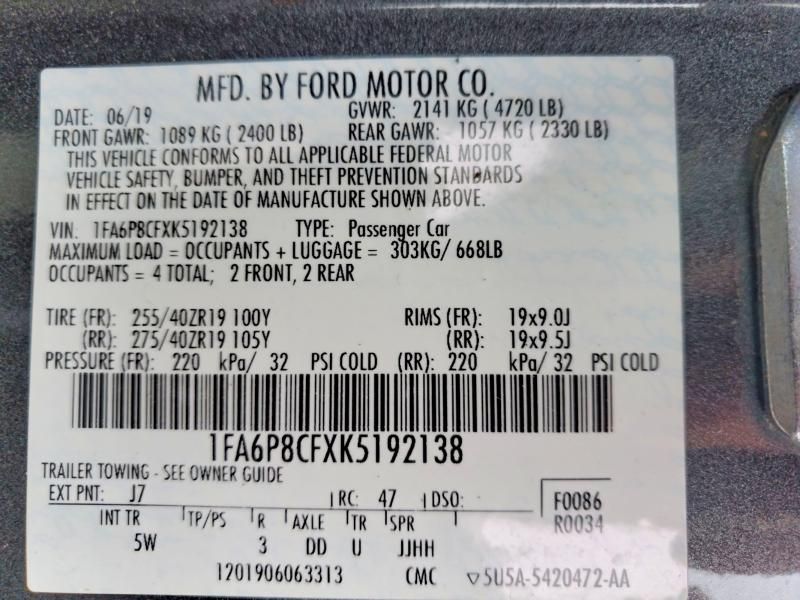 MFD. BY FORD MOTOR CO.
DATE: 06/19 GVWR: 2141 KG ( 4720 LB)
FRONT GAWR: 1089 KG ( 2400 LB) REAR GAWR: 1057 KG ( 2330 LB)
THIS VEHICLE CONFORMS TO ALL APPLICABLE FEDERAL MOTOR
VEHICLE SAFETY, BUMPER, AND THEFT PREVENTION STANDARDS
IN EFFECT ON THE DATE OF MANUFACTURE SHOWN ABOVE.
VIN: 1FA6P8CFXK5192138 TYPE: Passenger Car
MAXIMUM LOAD = OCCUPANTS + LUGGAGE = 303KG/ 668LB
OCCUPANTS = 4 TOTAL; 2 FRONT, 2 REAR
TIRE (FR): 255/40ZR19 100Y RIMS (FR): 19x9.0J
(RR): 275/40ZR19 105Y (RR): 19x9.5J
PRESSURE (FR): 220 kPa/ 32 PSI COLD (RR): 220 kPa/ 32 PSI COLD
1FA6P8CFXK5192138
TRAILER TOWING - SEE OWNER GUIDE
EXT PNT: J7 RC: 47 DSO: F0086
R0034
INT TR TP/PS R AXLE TR SPR
5W 3 DD U JJHH
1201906063313 CMC ▽5U5A-5420472-AA